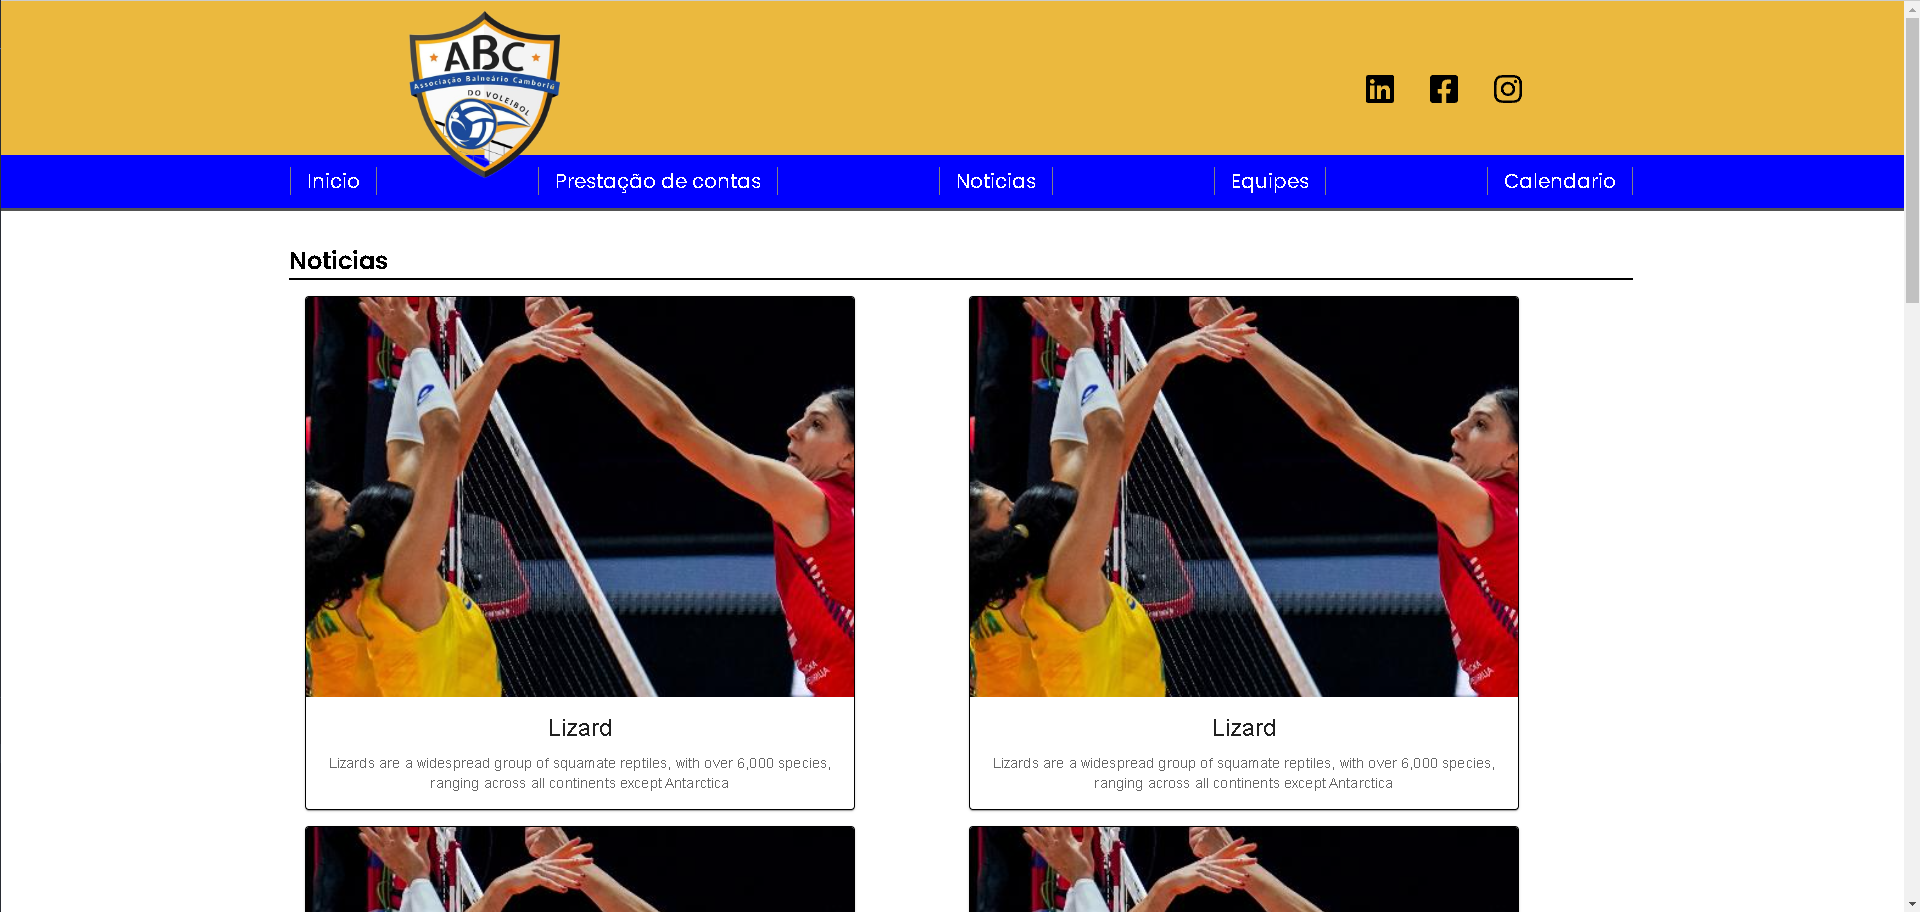 ABC
Associação Balneário Camboriú
DO VOLEIBOL
Inicio
Prestação de contas
Noticias
Equipes
Calendario
Noticias
Lizard
Lizards are a widespread group of squamate reptiles, with over 6,000 species,
ranging across all continents except Antarctica
Lizard
Lizards are a widespread group of squamate reptiles, with over 6,000 species,
ranging across all continents except Antarctica